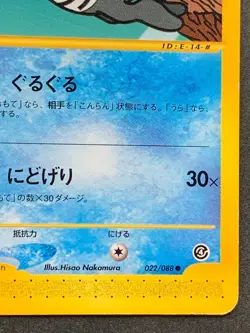 ID:E-14-#
ぐるぐる
もて」なら、相手を「こんらん」状態にする。「うら」なら、
にどげり 30×
て」の数×30ダメージ。
抵抗力 にげる
Illus.Hisao Nakamura 022/088 ●